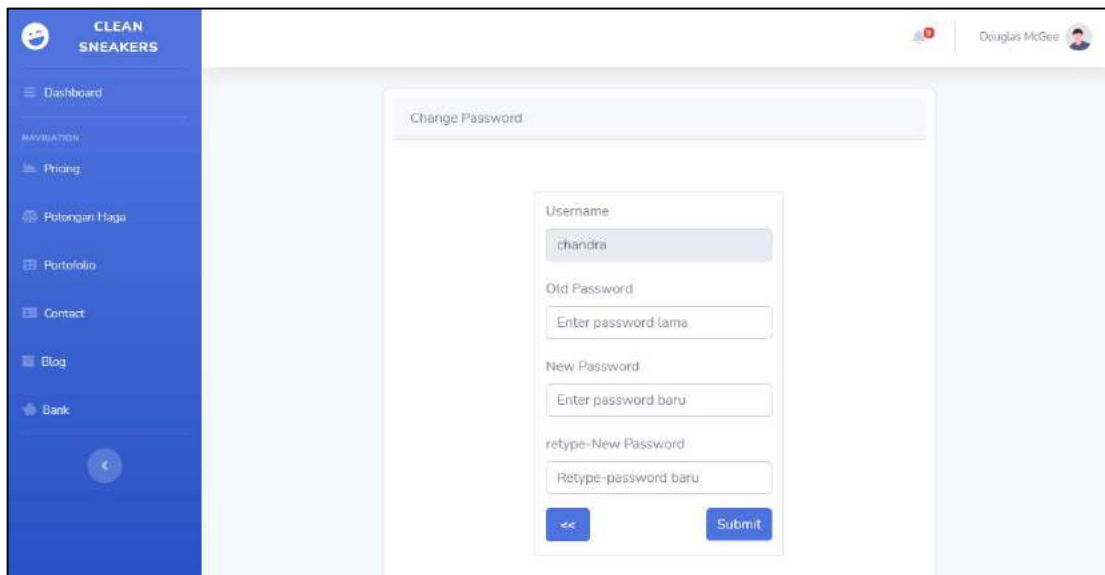 CLEAN
SNEAKERS
Douglas McGee
Dashboard
Change Password
NAVIGATION
Pricing
Potongan Haga
Portofolio
Contact
Blog
Bank
Username
chandra
Old Password
Enter password lama
New Password
Enter password baru
retype-New Password
Retype-password baru
<<
Submit